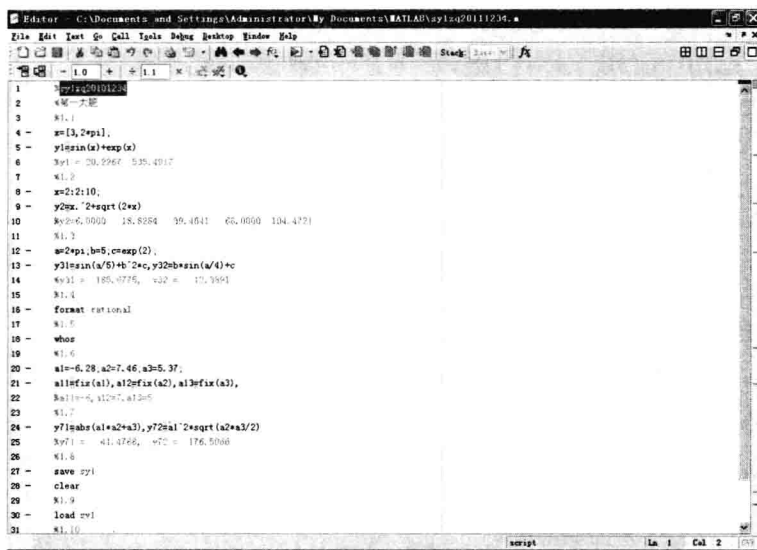 Editor - C:\Documents and Settings\Administrator\My Documents\MATLAB\sylzq20111234.m
File Edit Text Go Cell Tools Debug Desktop Window Help
Stack:
- 1.0 + ÷ 1.1 ×
1 %sylzq20101234
2 %第一大题
3 %1.1
4 - x=[3,2*pi];
5 - y1=sin(x)+exp(x)
6 %y1 = 20.2267 535.4917
7 %1.2
8 - x=2:2:10;
9 - y2=x.^2+sqrt(2*x)
10 %y2=6.0000 18.8284 39.4641 68.0000 104.4721
11 %1.3
12 - a=2*pi;b=5;c=exp(2);
13 - y31=sin(a/5)+b^2*c,y32=b*sin(a/4)+c
14 %y31 = 185.6775, y32 = 12.3891
15 %1.4
16 - format rational
17 %1.5
18 - whos
19 %1.6
20 - a1=-6.28;a2=7.46;a3=5.37;
21 - a11=fix(a1),a12=fix(a2),a13=fix(a3),
22 %a11=-6,a12=7,a13=5
23 %1.7
24 - y71=abs(a1*a2+a3),y72=a1^2*sqrt(a2*a3/2)
25 %y71 = 41.4788, y72 = 176.5088
26 %1.8
27 - save sy1
28 - clear
29 %1.9
30 - load sy1
31 %1.10
script Ln 1 Col 2 OVR